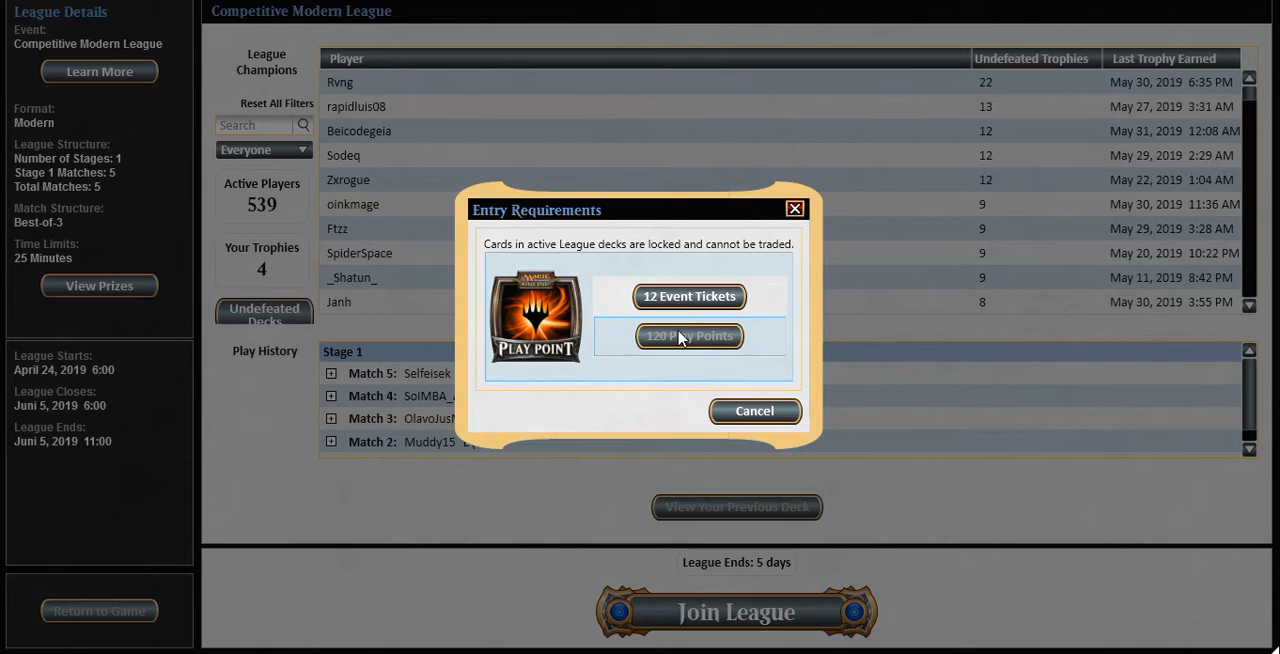 League Details
Event:
Competitive Modern League
Learn More
Format:
Modern
League Structure:
Number of Stages: 1
Stage 1 Matches: 5
Total Matches: 5
Match Structure:
Best-of-3
Time Limits:
25 Minutes
View Prizes
League Starts:
April 24, 2019 6:00
League Closes:
Juni 5, 2019 6:00
League Ends:
Juni 5, 2019 11:00
Return to Game
Competitive Modern League
League
Champions
Reset All Filters
Search
Everyone
Active Players
539
Your Trophies
4
Undefeated
Decks
Player Undefeated Trophies Last Trophy Earned
Rvng 22 May 30, 2019 6:35 PM
rapidluis08 13 May 27, 2019 3:31 AM
Beicodegeia 12 May 31, 2019 12:08 AM
Sodeq 12 May 29, 2019 2:29 AM
Zxrogue 12 May 22, 2019 1:04 AM
oinkmage 9 May 30, 2019 11:36 AM
Ftzz 9 May 29, 2019 3:28 AM
SpiderSpace 9 May 20, 2019 10:22 PM
_Shatun_ 9 May 11, 2019 8:42 PM
Janh 8 May 30, 2019 3:55 PM
Entry Requirements
Cards in active League decks are locked and cannot be traded.
PLAY POINT
12 Event Tickets
120 Play Points
Cancel
Play History
Stage 1
Match 5: Selfeisek
Match 4: SolMBA_
Match 3: OlavoJus
Match 2: Muddy15
View Your Previous Deck
League Ends: 5 days
Join League